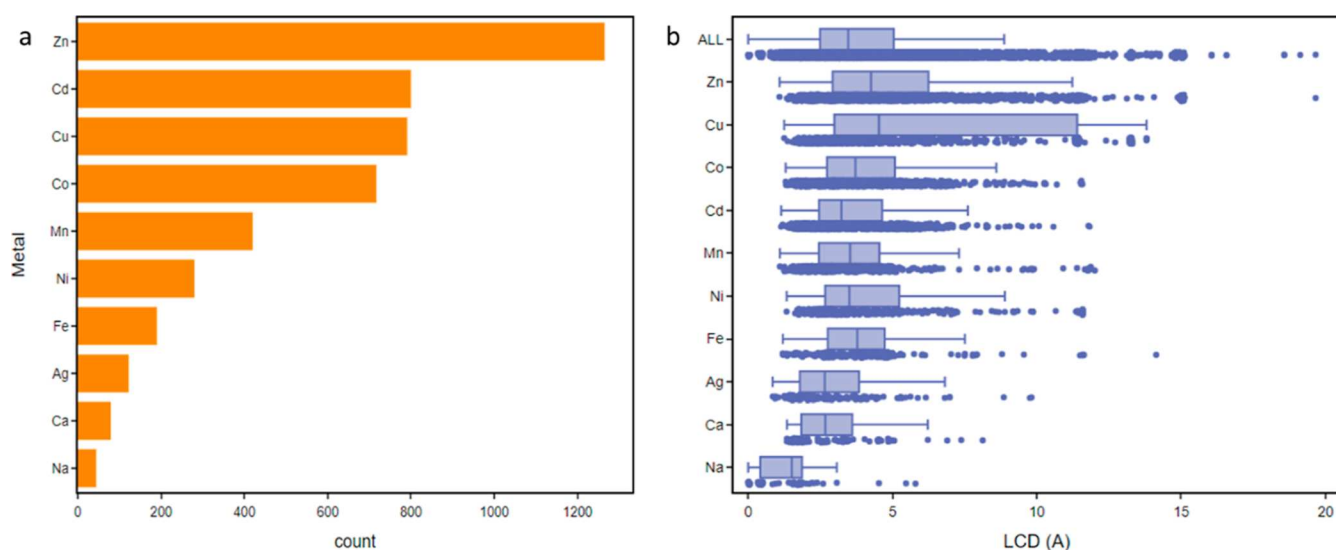 a
Metal
Zn
Cd
Cu
Co
Mn
Ni
Fe
Ag
Ca
Na
0 200 400 600 800 1000 1200
count
b
ALL
Zn
Cu
Co
Cd
Mn
Ni
Fe
Ag
Ca
Na
0 5 10 15 20
LCD (A)